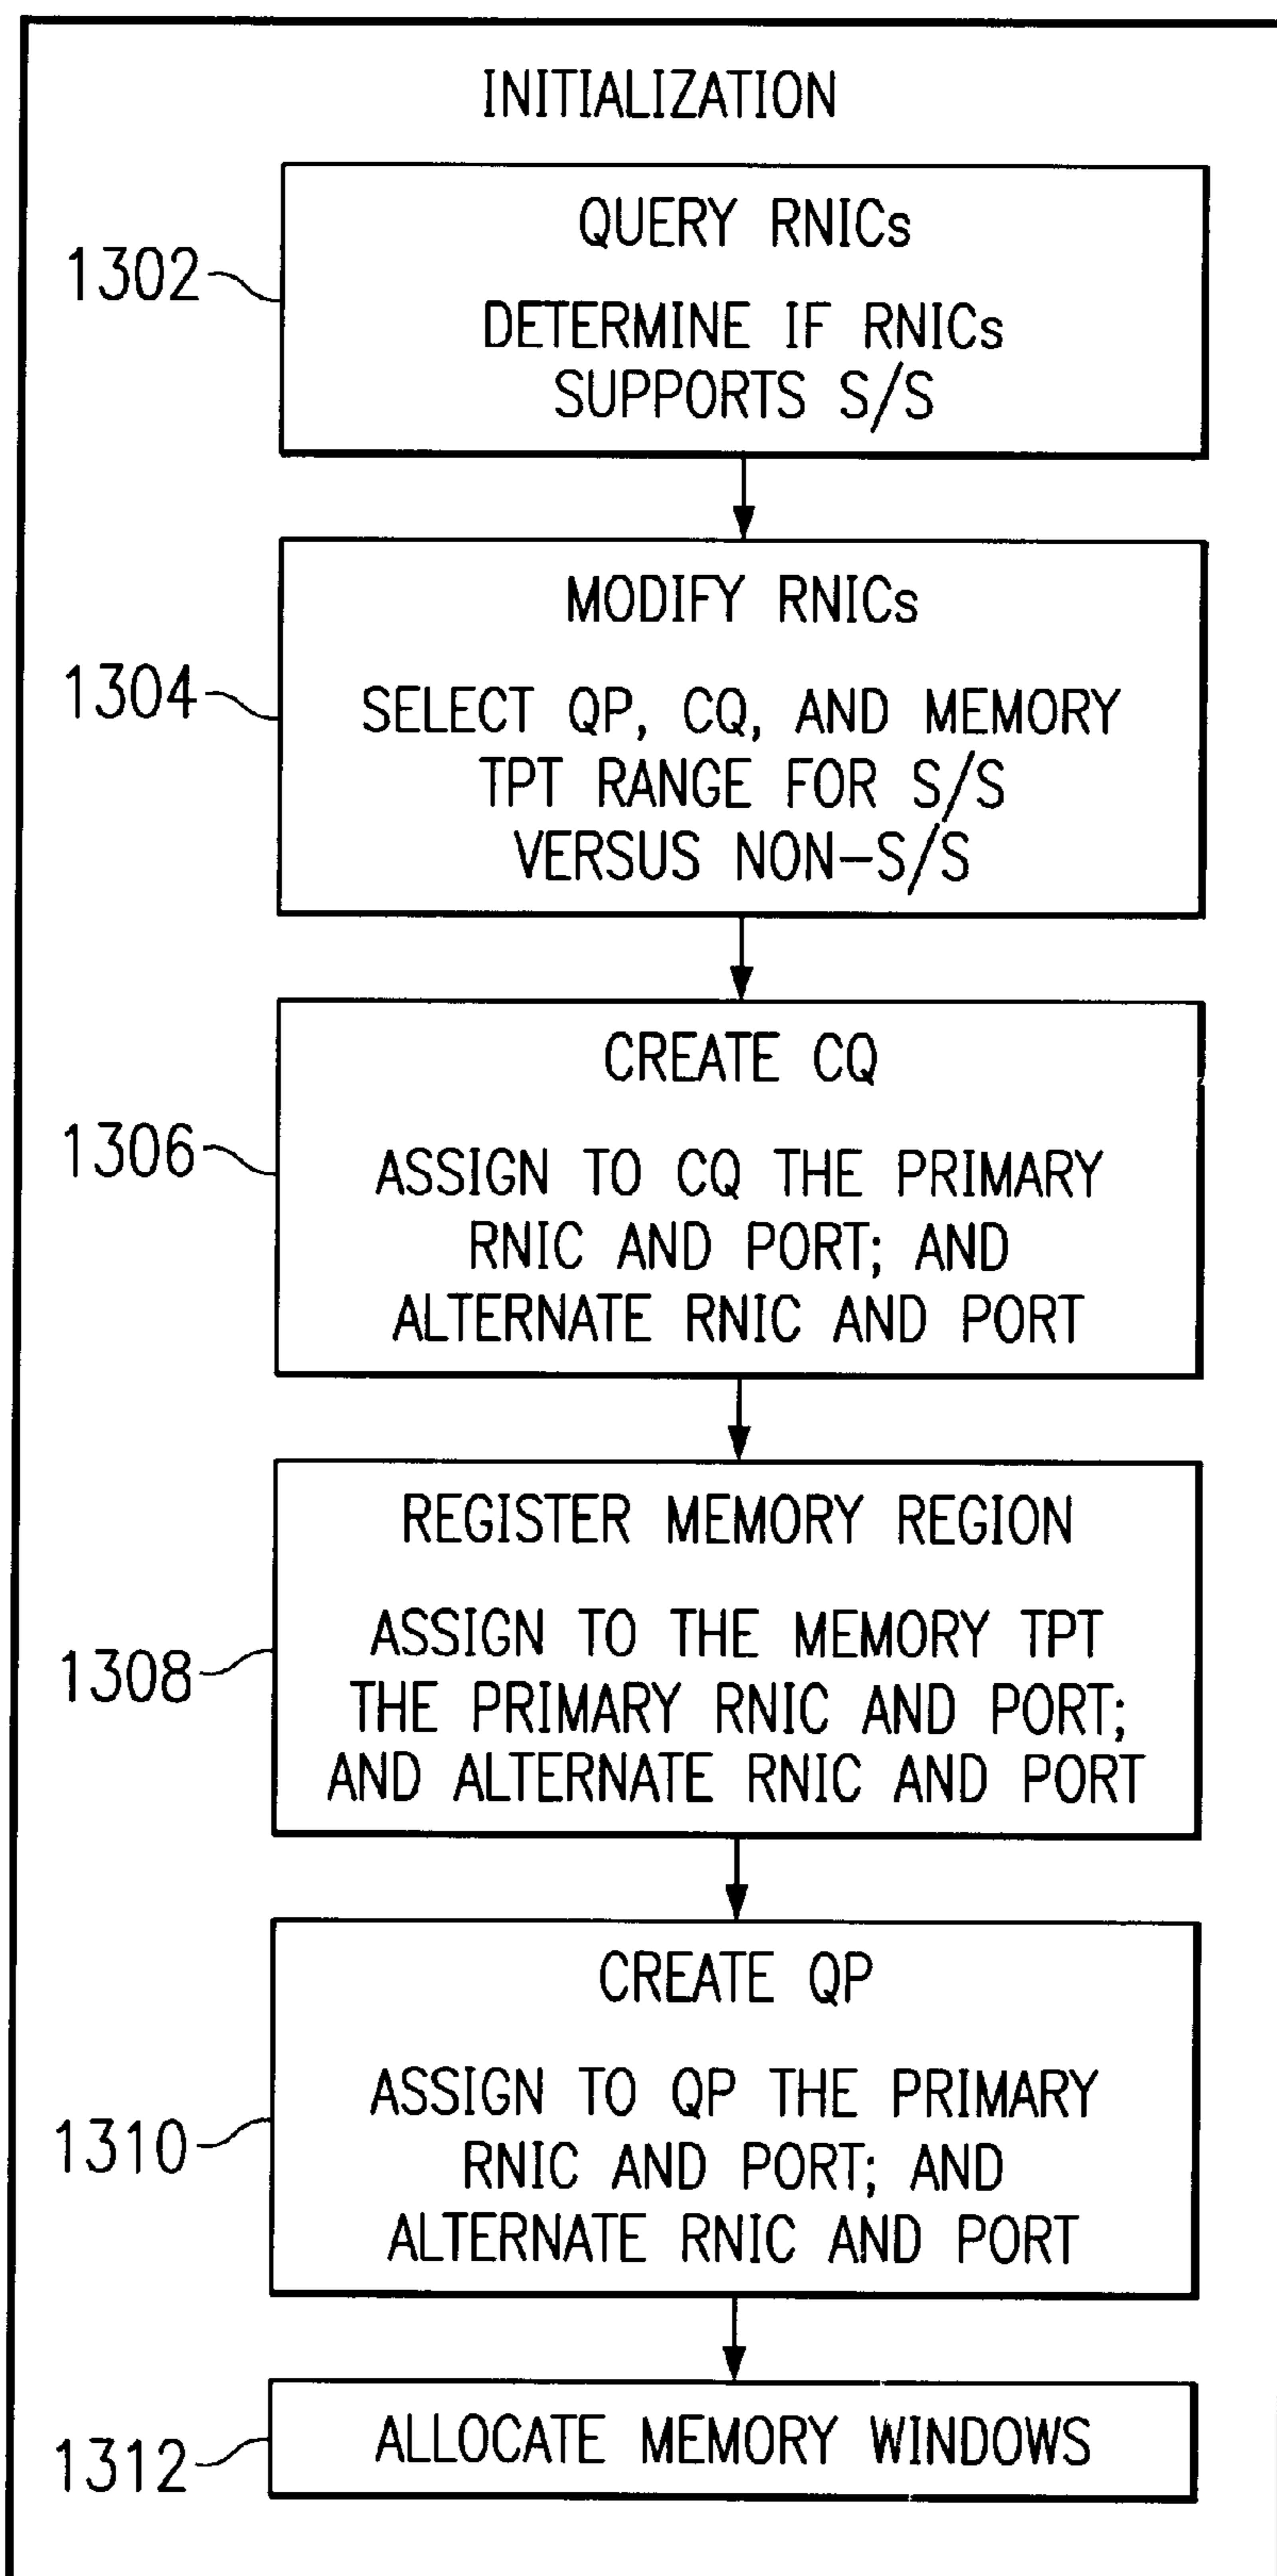 INITIALIZATION
1302
QUERY RNICs
DETERMINE IF RNICs
SUPPORTS S/S
1304
MODIFY RNICs
SELECT QP, CQ, AND MEMORY
TPT RANGE FOR S/S
VERSUS NON-S/S
1306
CREATE CQ
ASSIGN TO CQ THE PRIMARY
RNIC AND PORT; AND
ALTERNATE RNIC AND PORT
1308
REGISTER MEMORY REGION
ASSIGN TO THE MEMORY TPT
THE PRIMARY RNIC AND PORT;
AND ALTERNATE RNIC AND PORT
1310
CREATE QP
ASSIGN TO QP THE PRIMARY
RNIC AND PORT; AND
ALTERNATE RNIC AND PORT
1312
ALLOCATE MEMORY WINDOWS